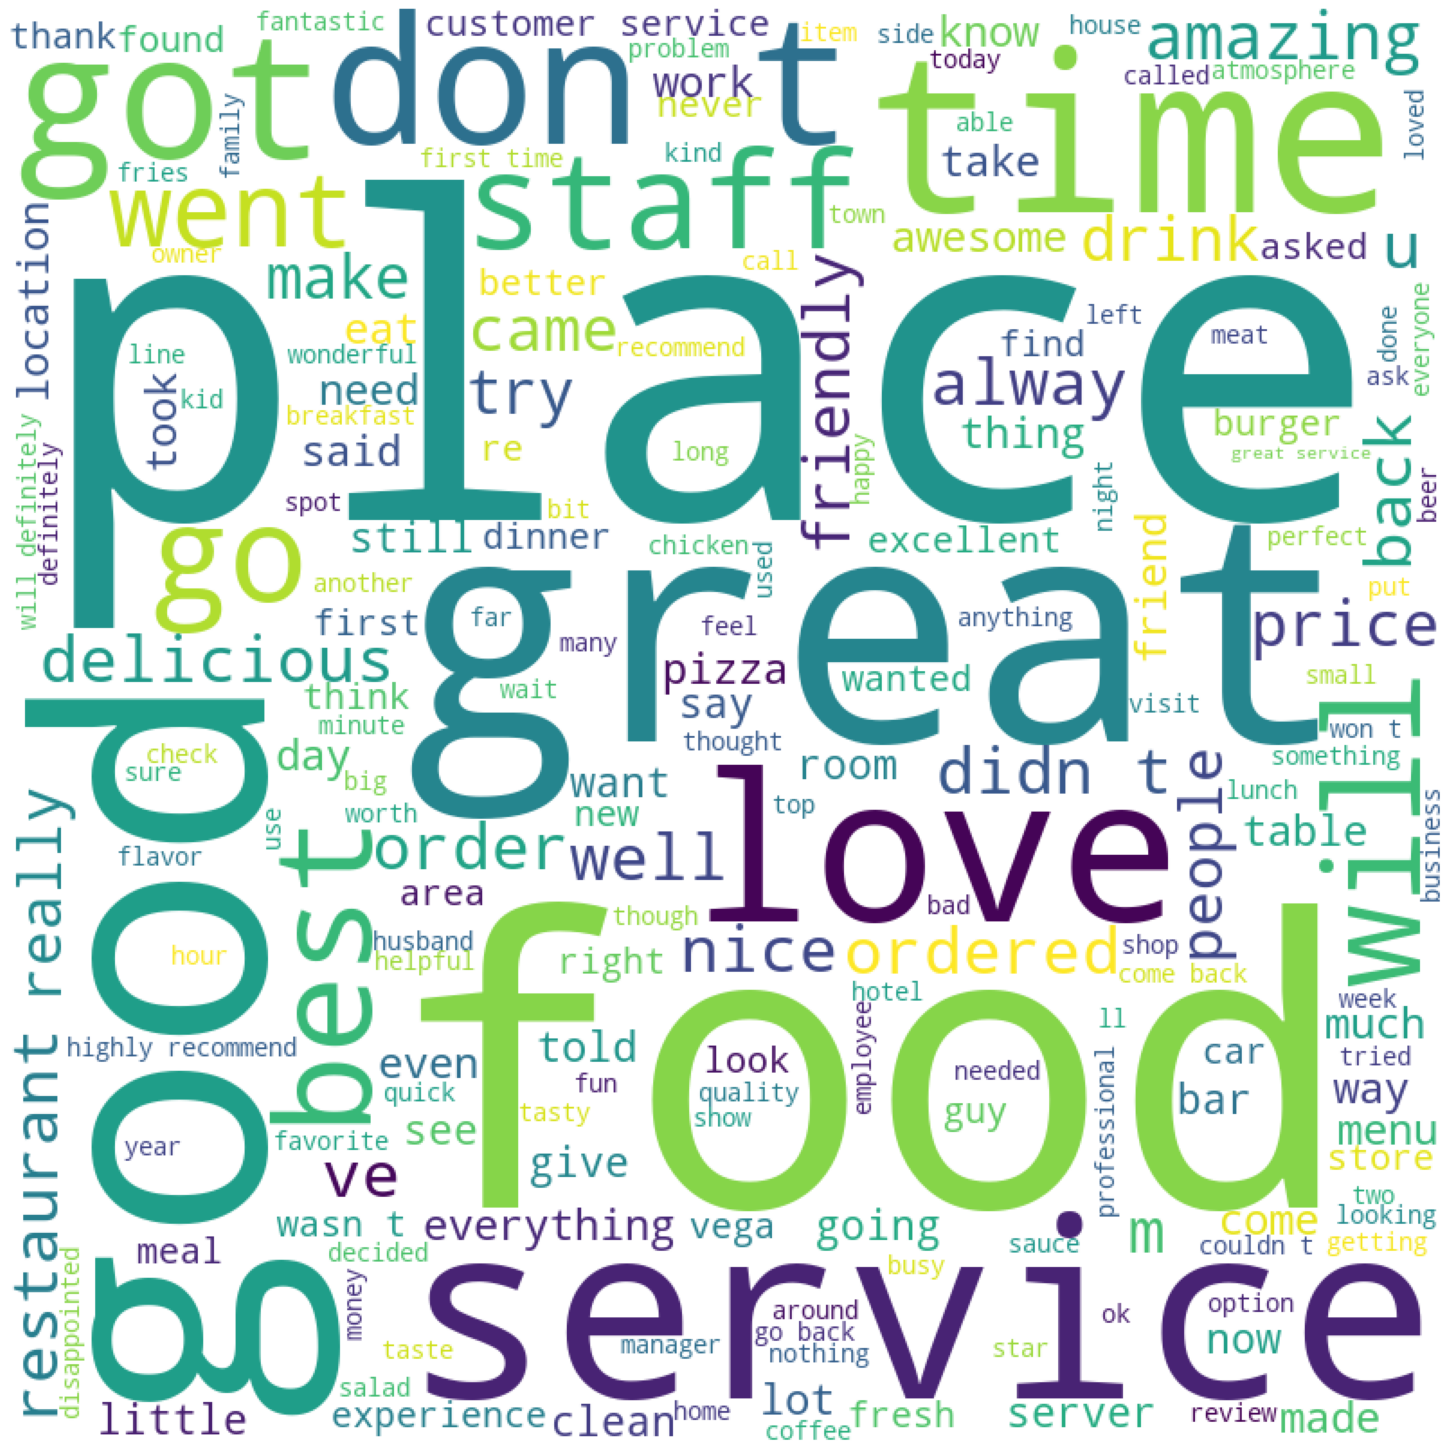 thank
found
fantastic
customer service
item
side
know
house
amazing
got
don t
problem
work
never
time
today
called
atmosphere
family
fries
first time
kind
able
take
loved
went
staff
town
awesome
drink
asked
u
location
owner
make
better
call
friendly
place
eat
came
recommend
find
left
meat
done
everyone
line
wonderful
took
kid
need
try
alway
ask
breakfast
said
re
long
thing
burger
great service
back
beer
will definitely
definitely
spot
bit
happy
night
go
still
dinner
chicken
used
excellent
friend
perfect
another
first
far
great
many
feel
anything
put
price
delicious
think
wait
pizza
wanted
small
minute
say
visit
good
check
sure
day
big
thought
room
didn t
people
won t
something
will
want
love
top
lunch
use
worth
new
table
business
flavor
best
order
well
area
bad
restaurant really
hour
husband
helpful
though
right
nice
ordered
shop
come back
food
hotel
week
much
highly recommend
even
told
look
employee
ll
car
tried
quick
fun
quality
needed
way
year
tasty
show
guy
professional
bar
favorite
see
menu
ve
give
store
two
wasn t
everything
vega
going
sauce
m
come
looking
meal
decided
busy
couldn t
getting
disappointed
money
service
around
ok
option
go back
now
taste
manager
nothing
star
salad
little
experience
clean
home
lot
coffee
fresh
server
review
made